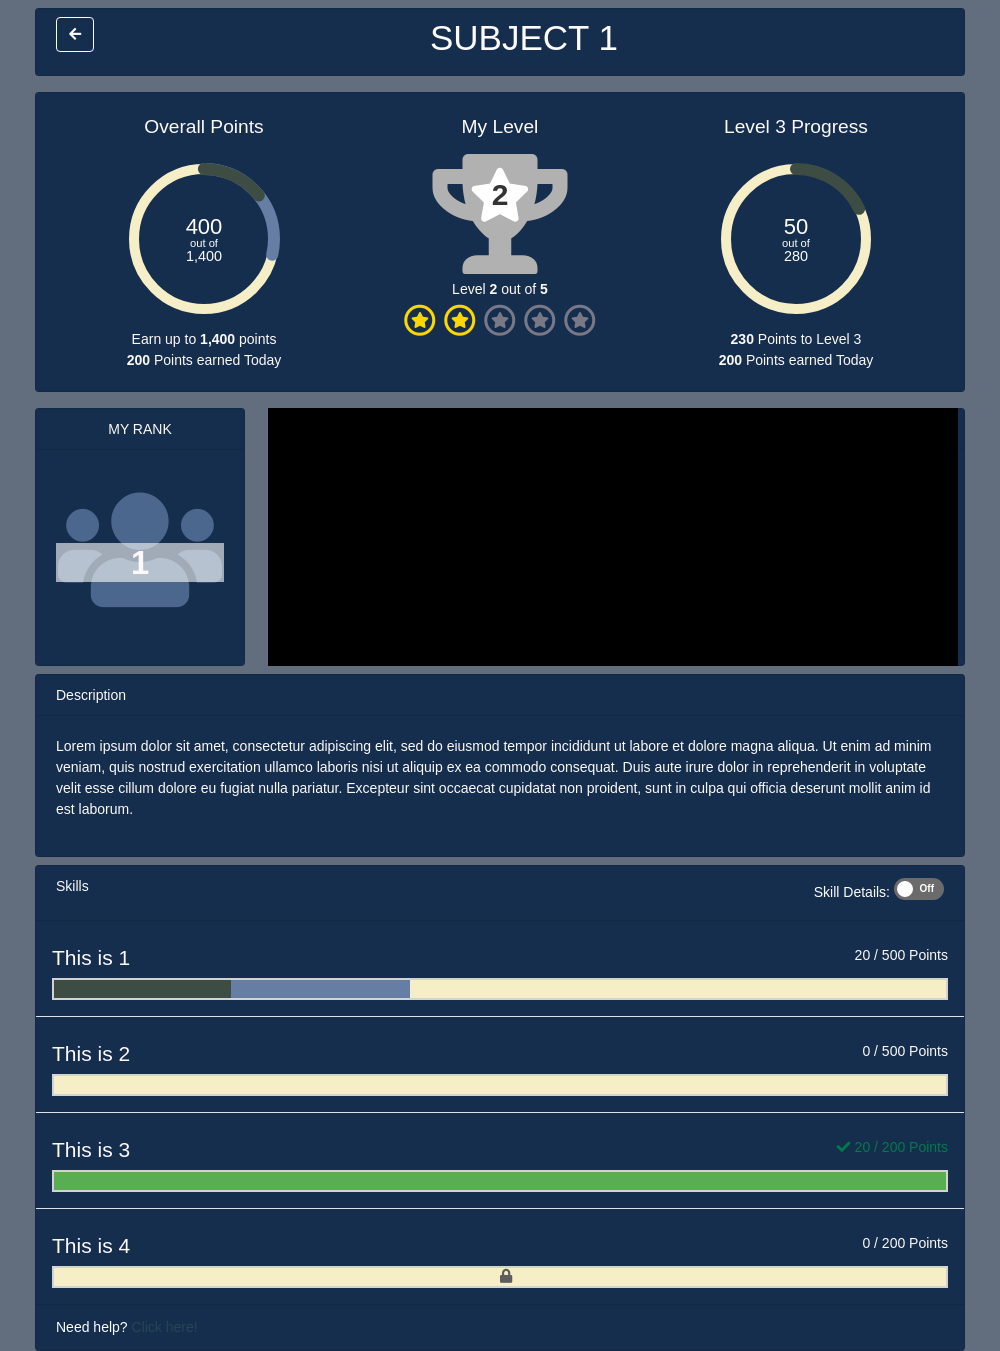 SUBJECT 1
Overall Points
400
out of
1,400
Earn up to 1,400 points
200 Points earned Today
My Level
2
Level 2 out of 5
Level 3 Progress
50
out of
280
230 Points to Level 3
200 Points earned Today
MY RANK
1
Description
Lorem ipsum dolor sit amet, consectetur adipiscing elit, sed do eiusmod tempor incididunt ut labore et dolore magna aliqua. Ut enim ad minim
veniam, quis nostrud exercitation ullamco laboris nisi ut aliquip ex ea commodo consequat. Duis aute irure dolor in reprehenderit in voluptate
velit esse cillum dolore eu fugiat nulla pariatur. Excepteur sint occaecat cupidatat non proident, sunt in culpa qui officia deserunt mollit anim id
est laborum.
Skills
Skill Details: Off
This is 1
20 / 500 Points
This is 2
0 / 500 Points
This is 3
20 / 200 Points
This is 4
0 / 200 Points
Need help? Click here!